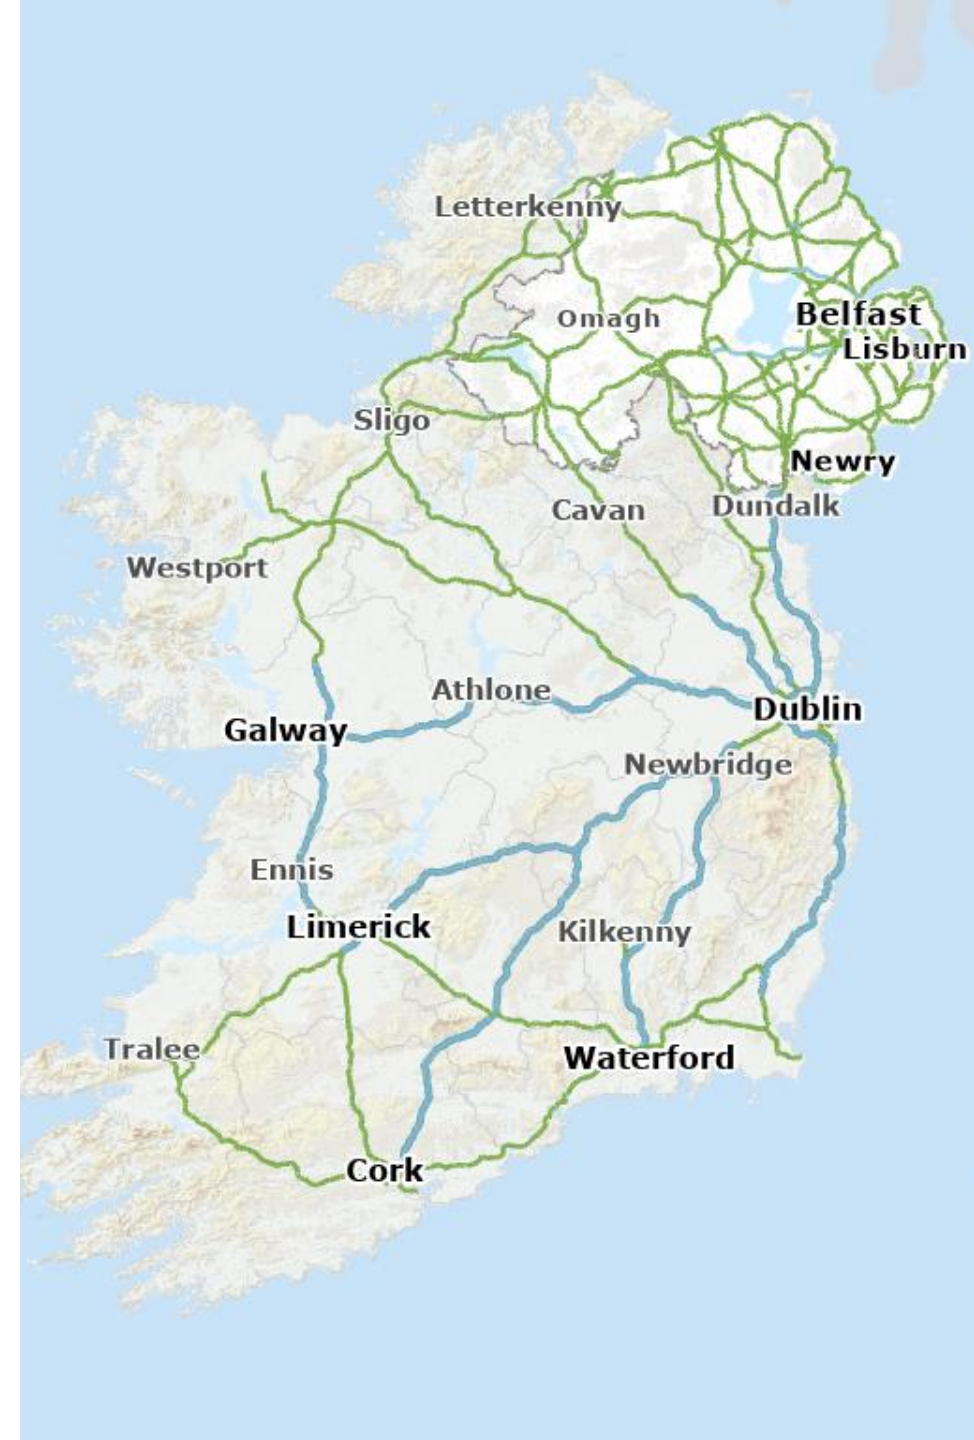 Letterkenny
Belfast
Omagh
Lisburn
Sligo
Newry
Cavan
Dundalk
Westport
Athlone
Dublin
Galway
Newbridge
Ennis
Limerick
Kilkenny
Tralee
Waterford
Cork